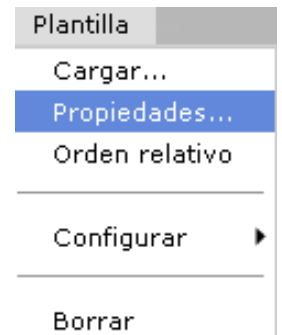 Plantilla
Cargar...
Propiedades...
Orden relativo
Configurar
Borrar